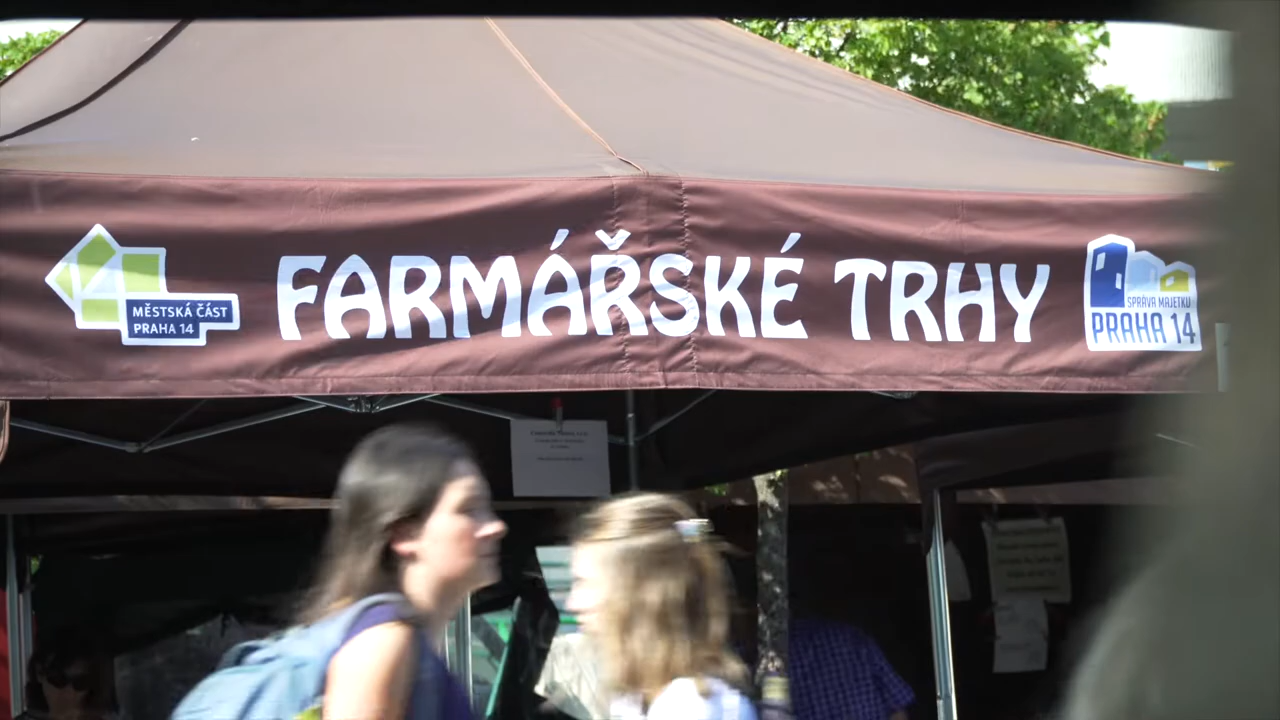 MĚSTSKÁ ČÁST
PRAHA 14
FARMÁŘSKÉ TRHY
SPRÁVA MAJETKU
PRAHA 14